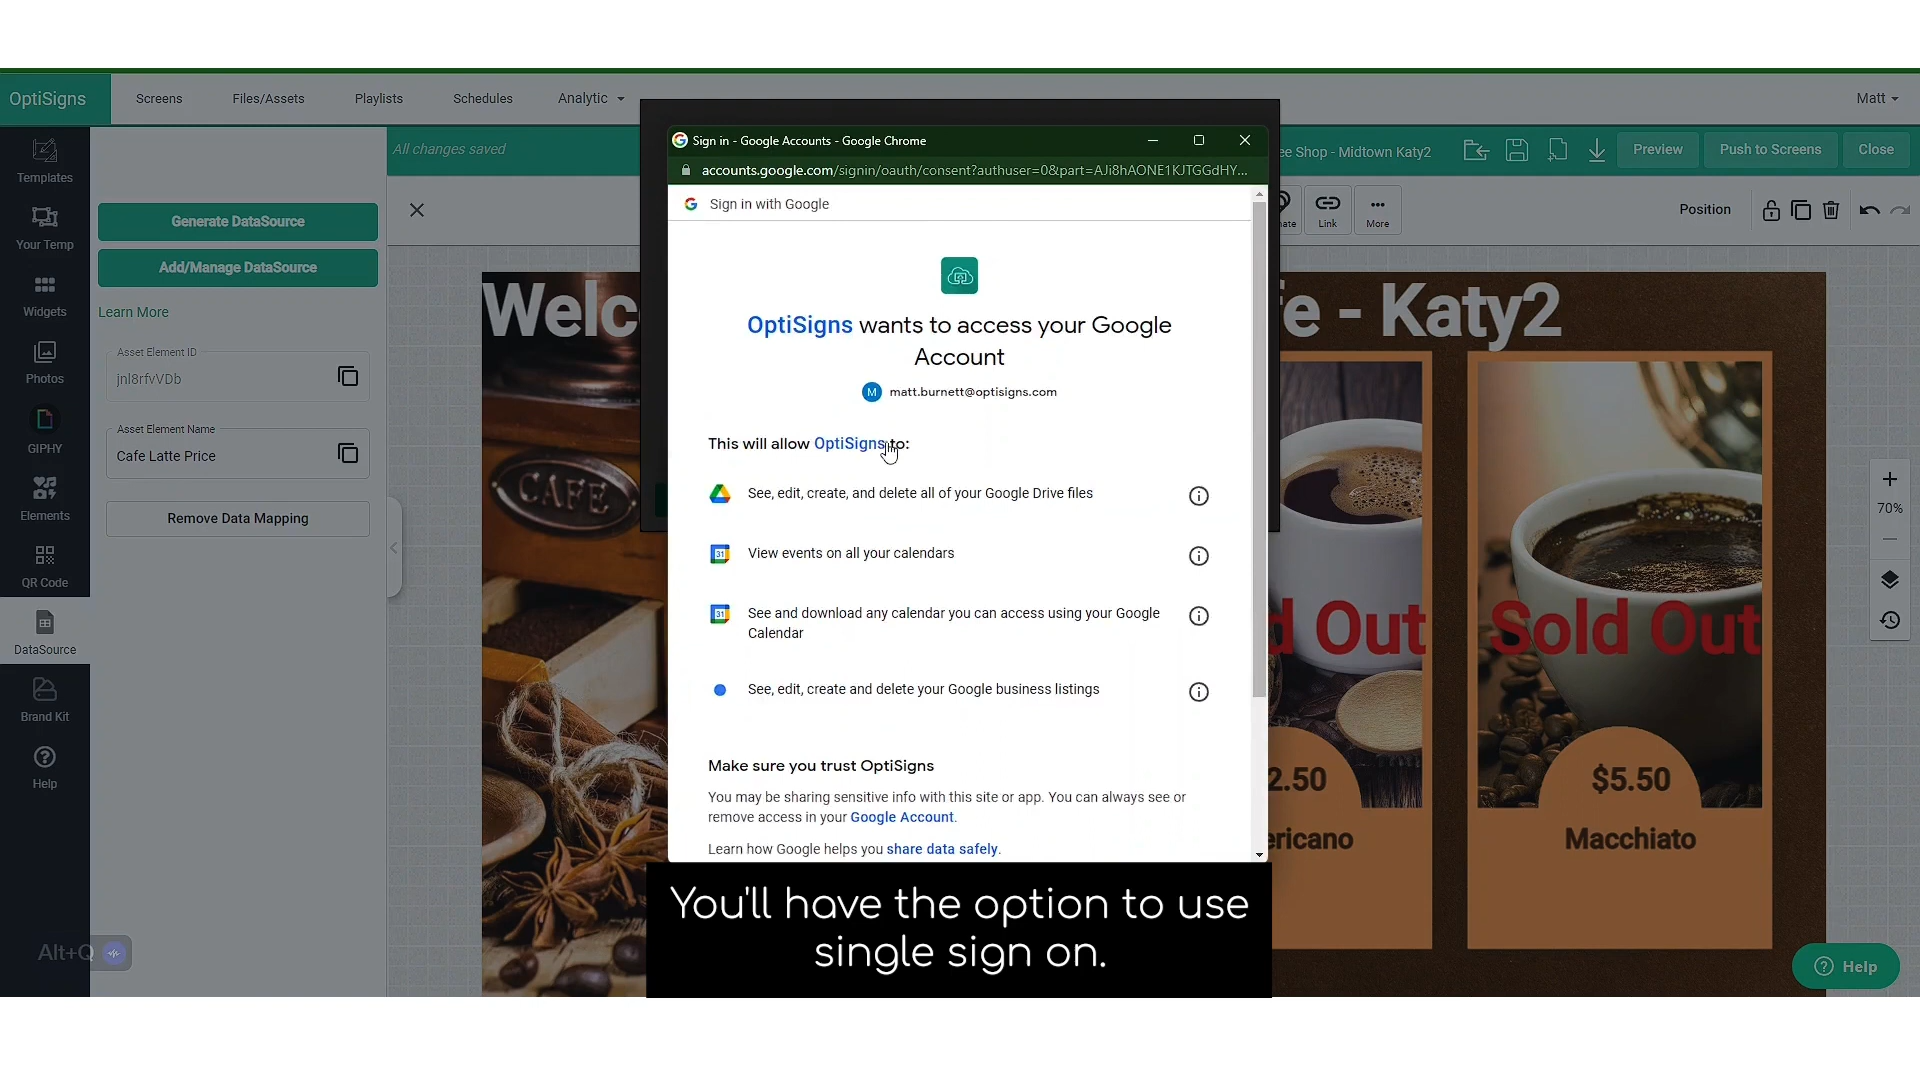 OptiSigns
Screens
Files/Assets
Playlists
Schedules
Analytic
Matt
Templates
Your Temp
Widgets
Photos
GIPHY
Elements
QR Code
DataSource
Brand Kit
Help
Alt+Q
Generate DataSource
Add/Manage DataSource
Learn More
Asset Element ID
jnl8rfvVDb
Asset Element Name
Cafe Latte Price
Remove Data Mapping
All changes saved
ee Shop - Midtown Katy2
Preview
Push to Screens
Close
Link
More
Position
Welc
fe - Katy2
CAFE
Sign in - Google Accounts - Google Chrome
accounts.google.com/signin/oauth/consent?authuser=0&part=AJi8hAONE1KJTGGdHY...
Sign in with Google
OptiSigns wants to access your Google
Account
M matt.burnett@optisigns.com
This will allow OptiSigns to:
See, edit, create, and delete all of your Google Drive files
31 View events on all your calendars
31 See and download any calendar you can access using your Google
Calendar
See, edit, create and delete your Google business listings
Make sure you trust OptiSigns
You may be sharing sensitive info with this site or app. You can always see or
remove access in your Google Account.
Learn how Google helps you share data safely.
d Out
2.50
ericano
Sold Out
$5.50
Macchiato
70%
Help
You'll have the option to use
single sign on.